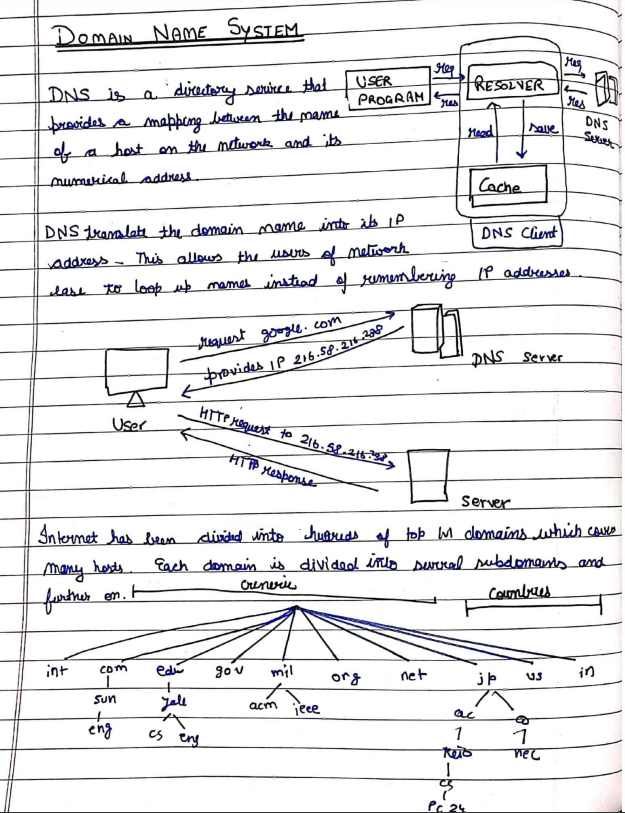 DOMAIN NAME SYSTEM
DNS is a directory service that
provides a mapping between the name
of a host on the network and its
numerical address.
USER
PROGRAM
req
res
RESOLVER
req
res
DNS
Server
read
save
Cache
DNS Client
DNS translate the domain name into its IP
address - This allows the users of network
ease to loop up names instead of remembering IP addresses.
request google.com
provides IP 216.58.216.238
DNS Server
User
HTTP request to 216.58.216.238
HTTP response
Server
Internet has been divided into of top lvl domains which cover
many hosts. Each domain is divided into several subdomains and
further on.
Generic
Countries
int com edu gov mil org net jp us in
sun yale acm ieee ac co
eng cs eng keio nec
cs
Pc 24